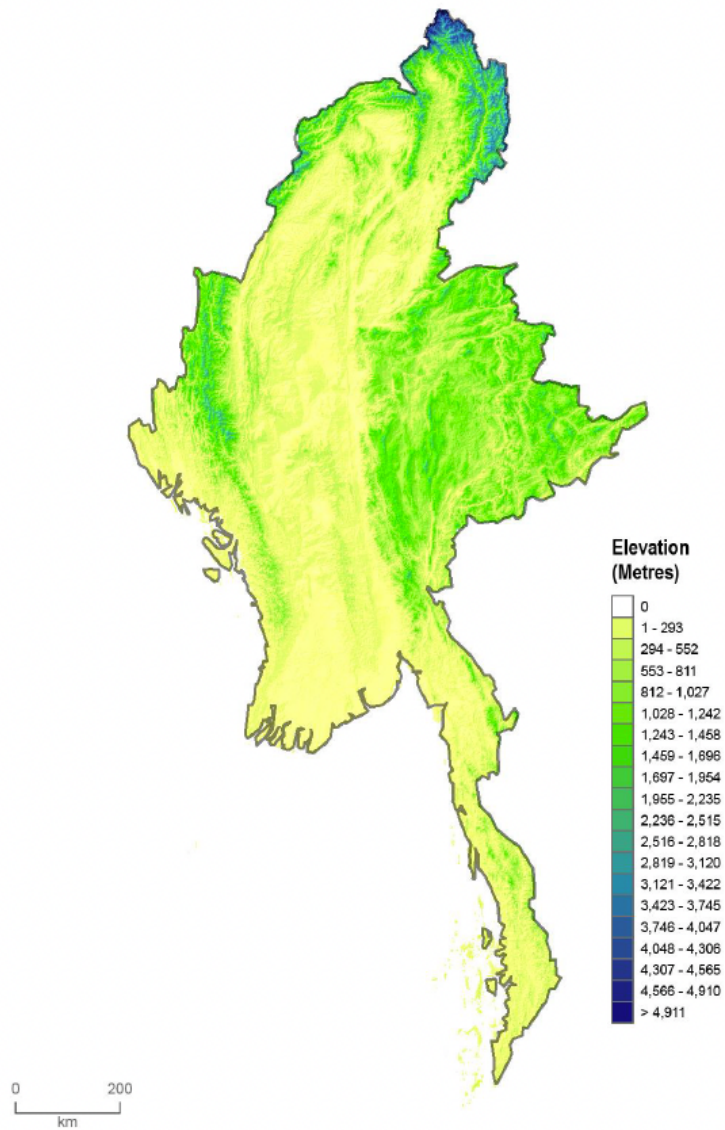 Elevation
(Metres)
0
1 - 293
294 - 552
553 - 811
812 - 1,027
1,028 - 1,242
1,243 - 1,458
1,459 - 1,696
1,697 - 1,954
1,955 - 2,235
2,236 - 2,515
2,516 - 2,818
2,819 - 3,120
3,121 - 3,422
3,423 - 3,745
3,746 - 4,047
4,048 - 4,306
4,307 - 4,565
4,566 - 4,910
> 4,911
0 200
km